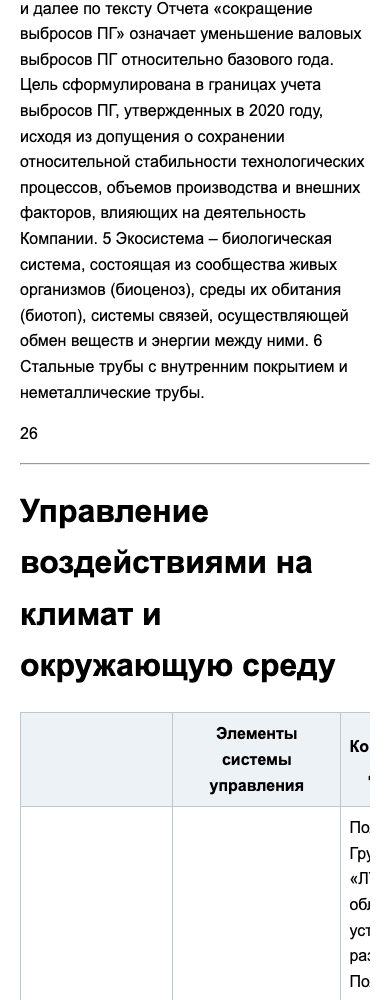 и далее по тексту Отчета «сокращение
выбросов ПГ» означает уменьшение валовых
выбросов ПГ относительно базового года.
Цель сформулирована в границах учета
выбросов ПГ, утвержденных в 2020 году,
исходя из допущения о сохранении
относительной стабильности технологических
процессов, объемов производства и внешних
факторов, влияющих на деятельность
Компании. 5 Экосистема – биологическая
система, состоящая из сообщества живых
организмов (биоценоз), среды их обитания
(биотоп), системы связей, осуществляющей
обмен веществ и энергии между ними. 6
Стальные трубы с внутренним покрытием и
неметаллические трубы.
26
Управление
воздействиями на
климат и
окружающую среду
Элементы
системы
управления